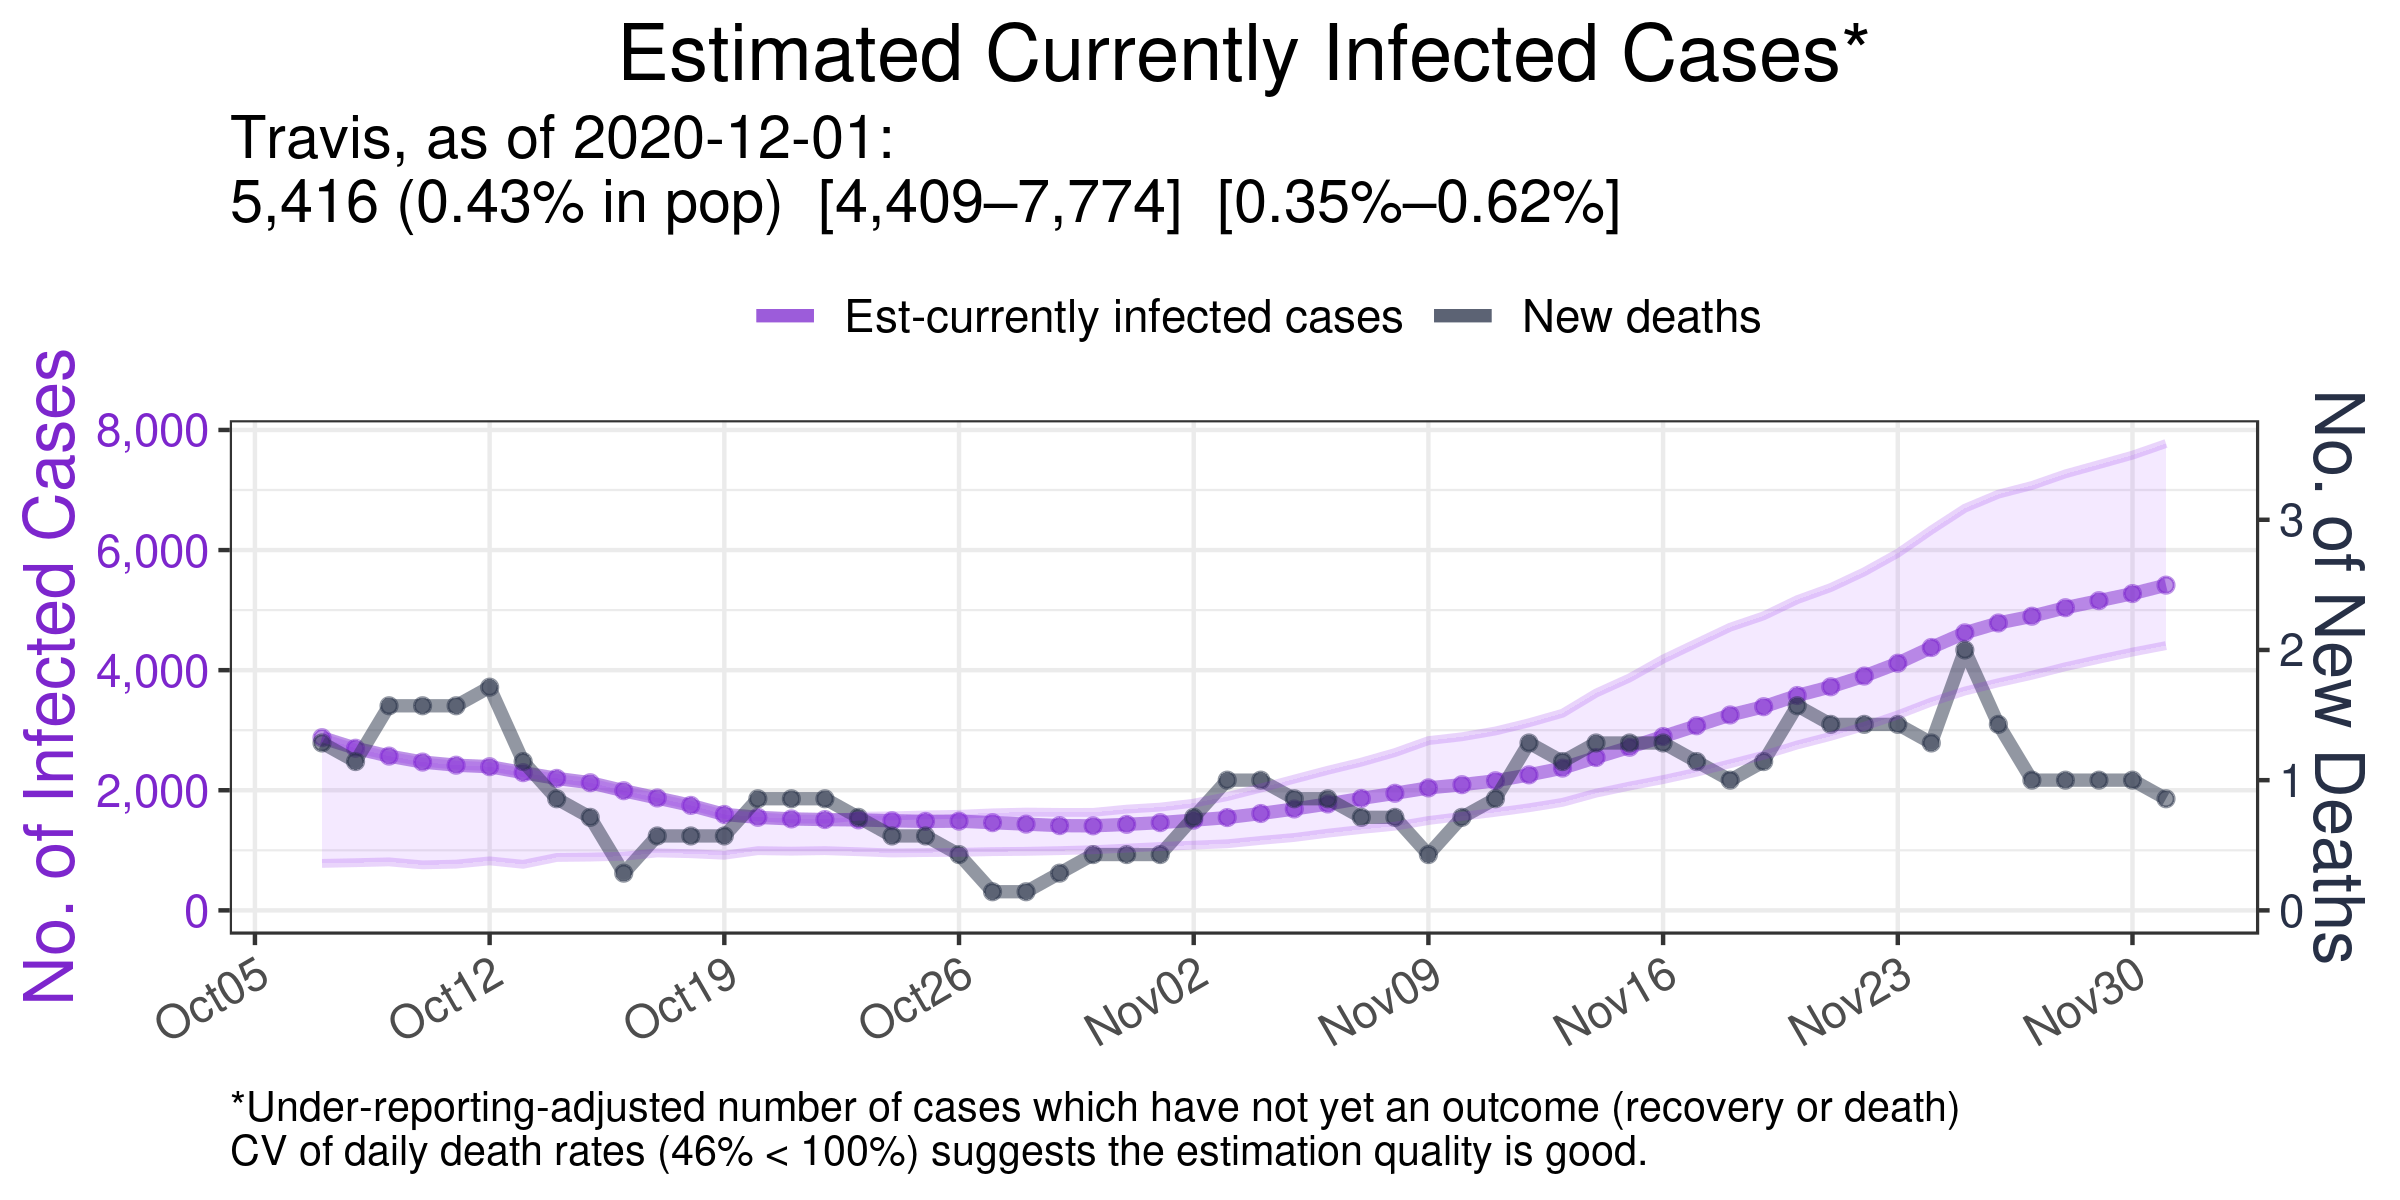 Estimated Currently Infected Cases*
Travis, as of 2020-12-01:
5,416 (0.43% in pop)  [4,409–7,774]  [0.35%–0.62%]
Est-currently infected cases
New deaths
No. of Infected Cases
8,000
6,000
4,000
2,000
0
3
2
1
0
No. of New Deaths
Oct05
Oct12
Oct19
Oct26
Nov02
Nov09
Nov16
Nov23
Nov30
*Under-reporting-adjusted number of cases which have not yet an outcome (recovery or death)
CV of daily death rates (46% < 100%) suggests the estimation quality is good.